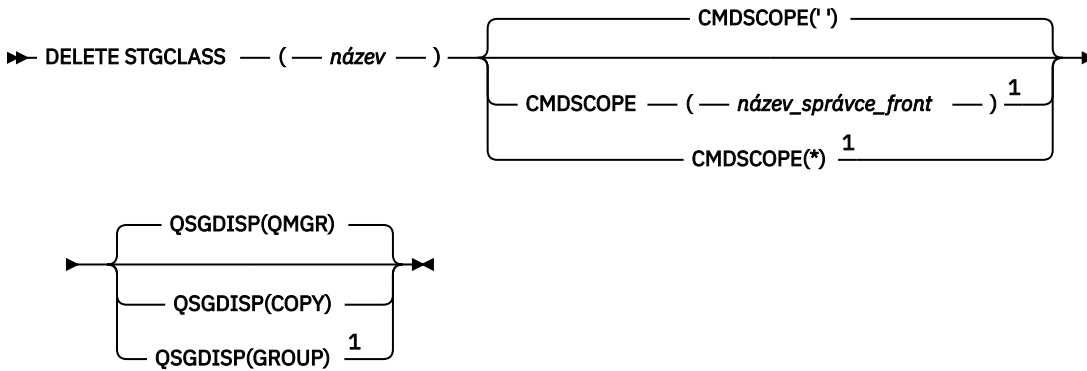 CMDSCOPE(' ')
DELETE STGCLASS ( název )
CMDSCOPE ( název_správce_front ) 1
CMDSCOPE(*) 1
QSGDISP(QMGR)
QSGDISP(COPY)
QSGDISP(GROUP) 1